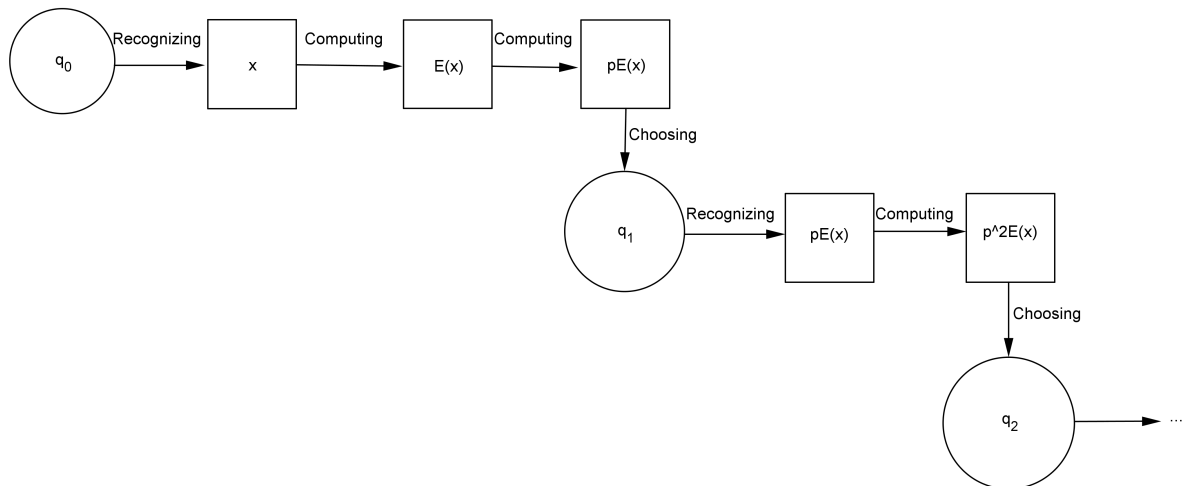 q0
Recognizing
x
Computing
E(x)
Computing
pE(x)
Choosing
q1
Recognizing
pE(x)
Computing
p^2E(x)
Choosing
q2
...